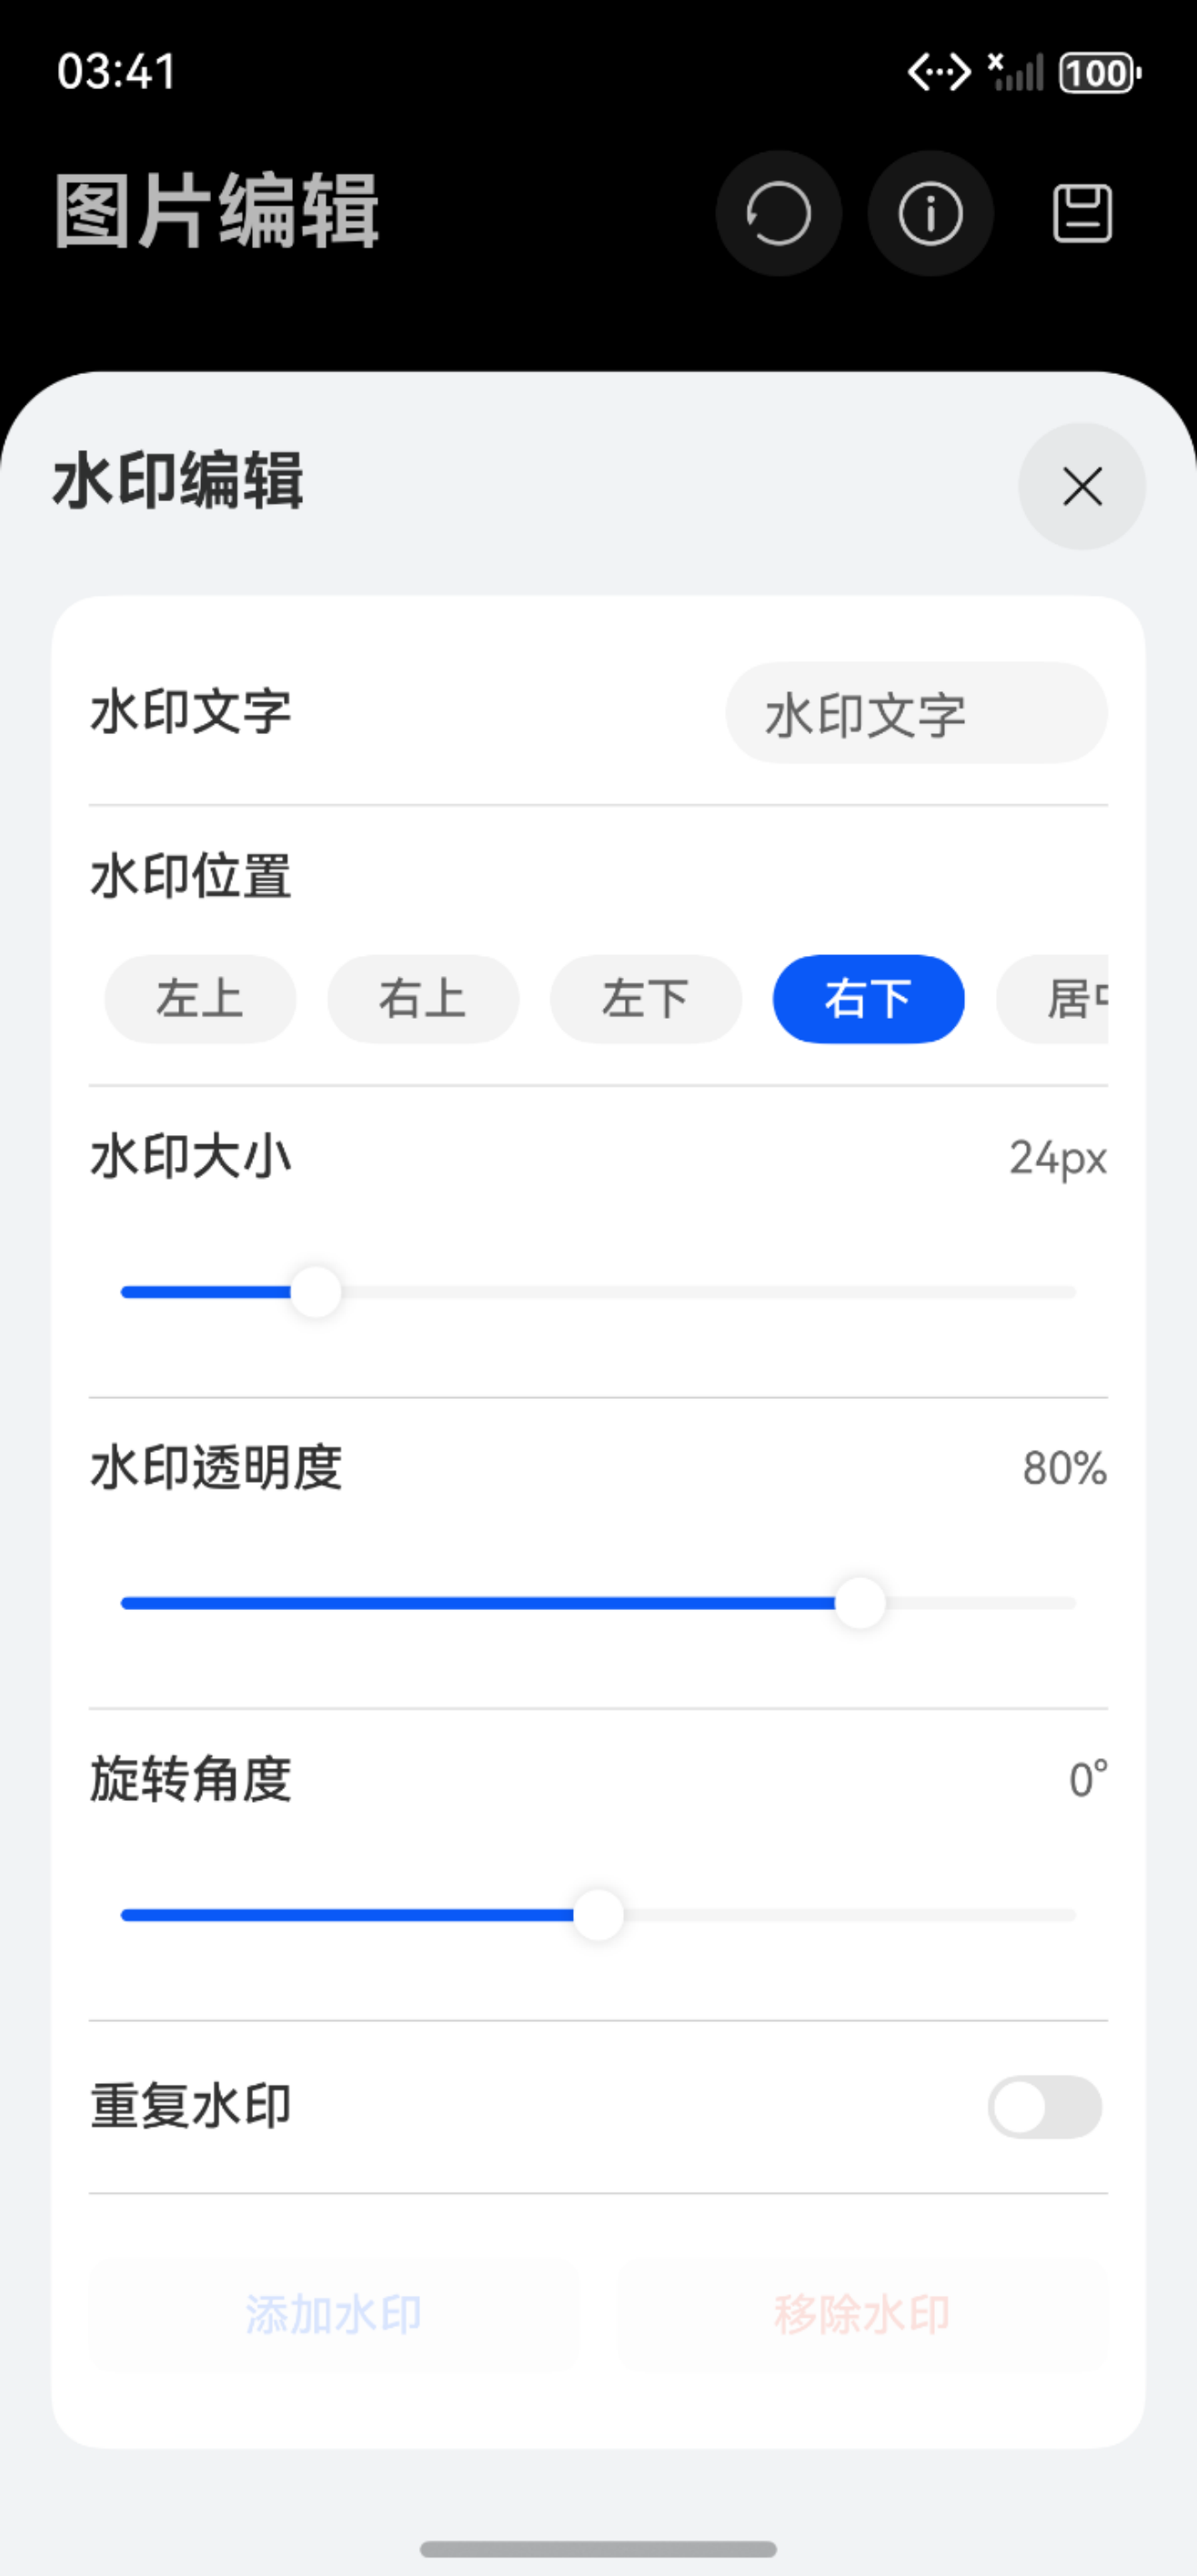 03:41
100
图片编辑
水印编辑
水印文字
水印文字
水印位置
左上 右上 左下 右下 居
水印大小 24px
水印透明度 80%
旋转角度 0°
重复水印
添加水印 移除水印